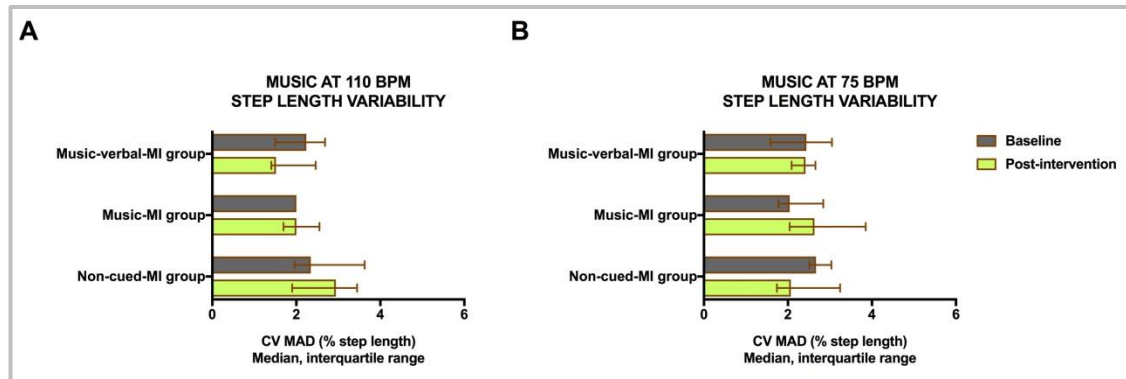 A
MUSIC AT 110 BPM
STEP LENGTH VARIABILITY
Music-verbal-MI group
Music-MI group
Non-cued-MI group
0 2 4 6
CV MAD (% step length)
Median, interquartile range
B
MUSIC AT 75 BPM
STEP LENGTH VARIABILITY
Music-verbal-MI group
Music-MI group
Non-cued-MI group
0 2 4 6
CV MAD (% step length)
Median, interquartile range
Baseline
Post-intervention